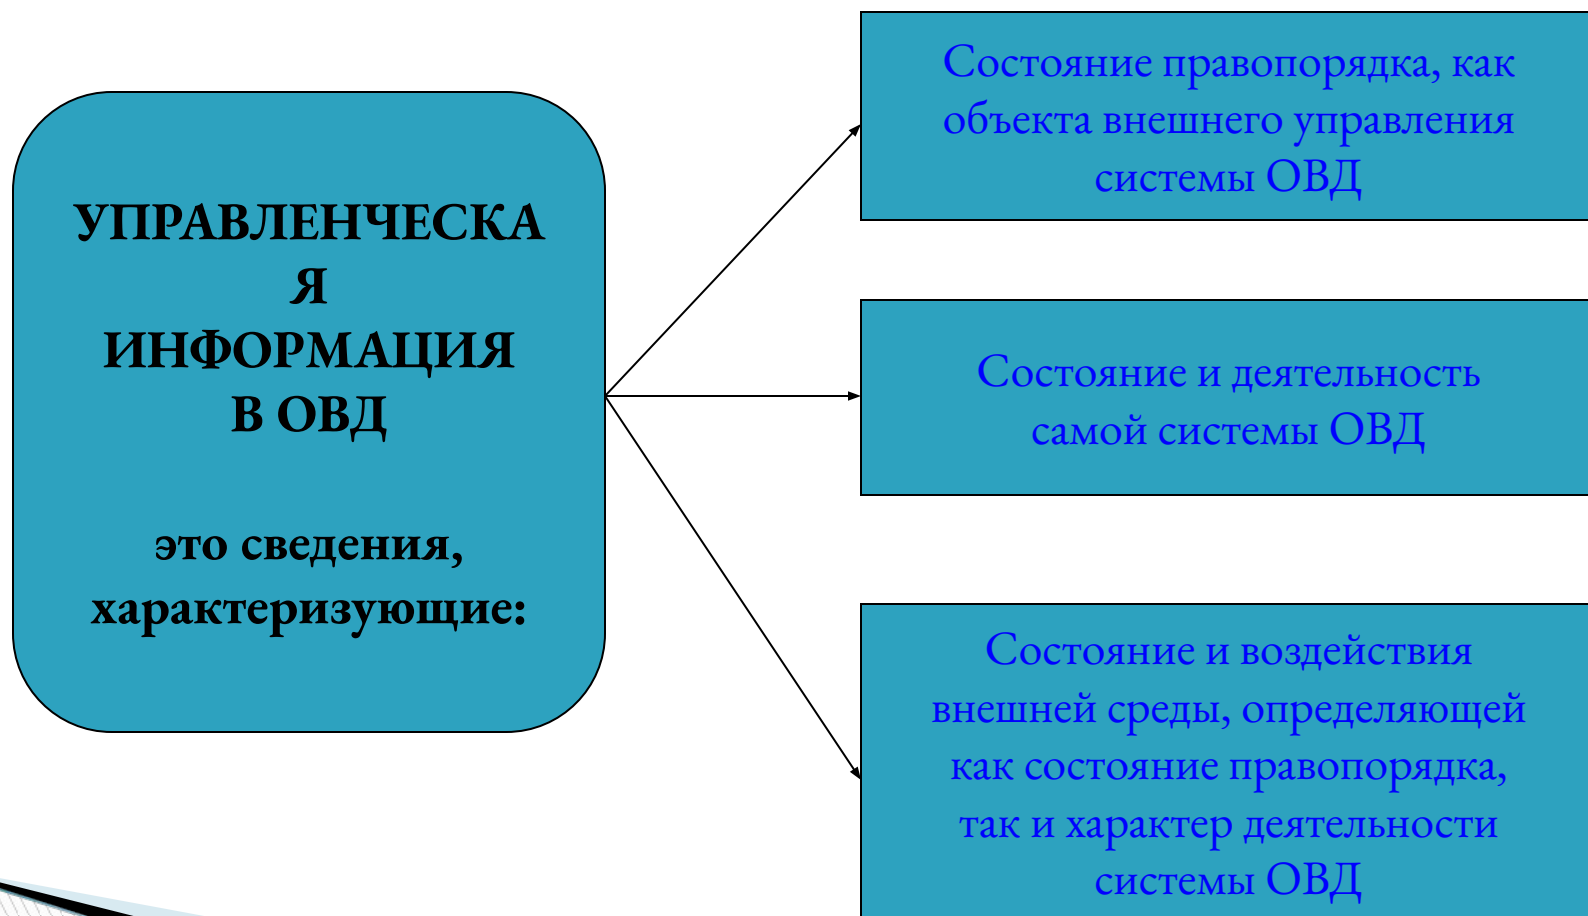 УПРАВЛЕНЧЕСКА
Я
ИНФОРМАЦИЯ
В ОВД
это сведения,
характеризующие:
Состояние правопорядка, как
объекта внешнего управления
системы ОВД
Состояние и деятельность
самой системы ОВД
Состояние и воздействия
внешней среды, определяющей
как состояние правопорядка,
так и характер деятельности
системы ОВД